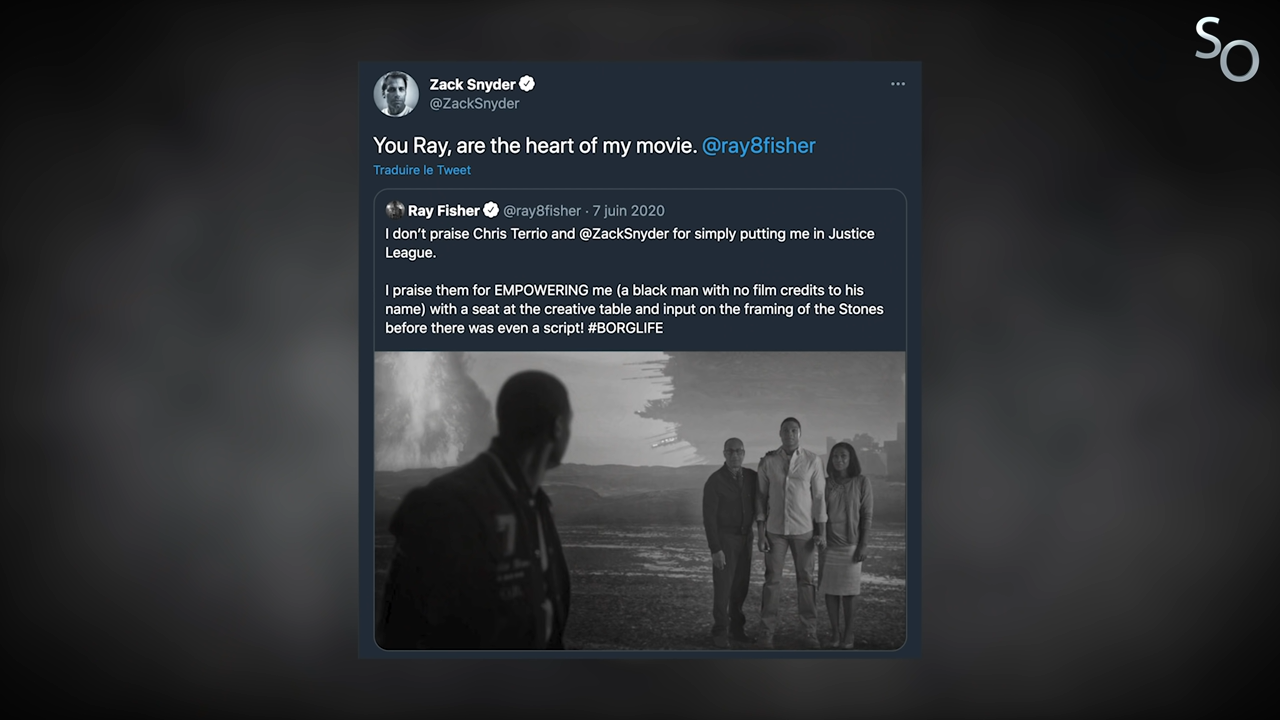 SO
Zack Snyder
@ZackSnyder
You Ray, are the heart of my movie. @ray8fisher
Traduire le Tweet
Ray Fisher @ray8fisher · 7 juin 2020
I don’t praise Chris Terrio and @ZackSnyder for simply putting me in Justice
League.
I praise them for EMPOWERING me (a black man with no film credits to his
name) with a seat at the creative table and input on the framing of the Stones
before there was even a script! #BORGLIFE
7